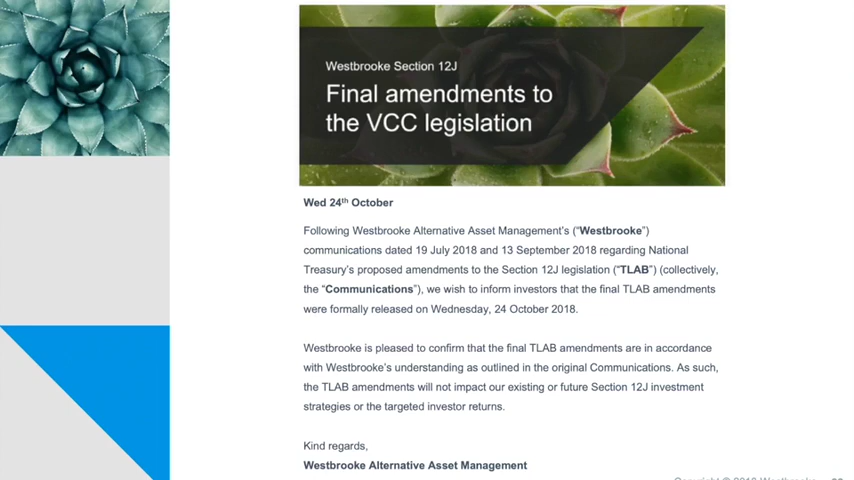 Westbrooke Section 12J
Final amendments to
the VCC legislation
Wed 24th October
Following Westbrooke Alternative Asset Management's ("Westbrooke")
communications dated 19 July 2018 and 13 September 2018 regarding National
Treasury's proposed amendments to the Section 12J legislation ("TLAB") (collectively,
the "Communications"), we wish to inform investors that the final TLAB amendments
were formally released on Wednesday, 24 October 2018.
Westbrooke is pleased to confirm that the final TLAB amendments are in accordance
with Westbrooke's understanding as outlined in the original Communications. As such,
the TLAB amendments will not impact our existing or future Section 12J investment
strategies or the targeted investor returns.
Kind regards,
Westbrooke Alternative Asset Management